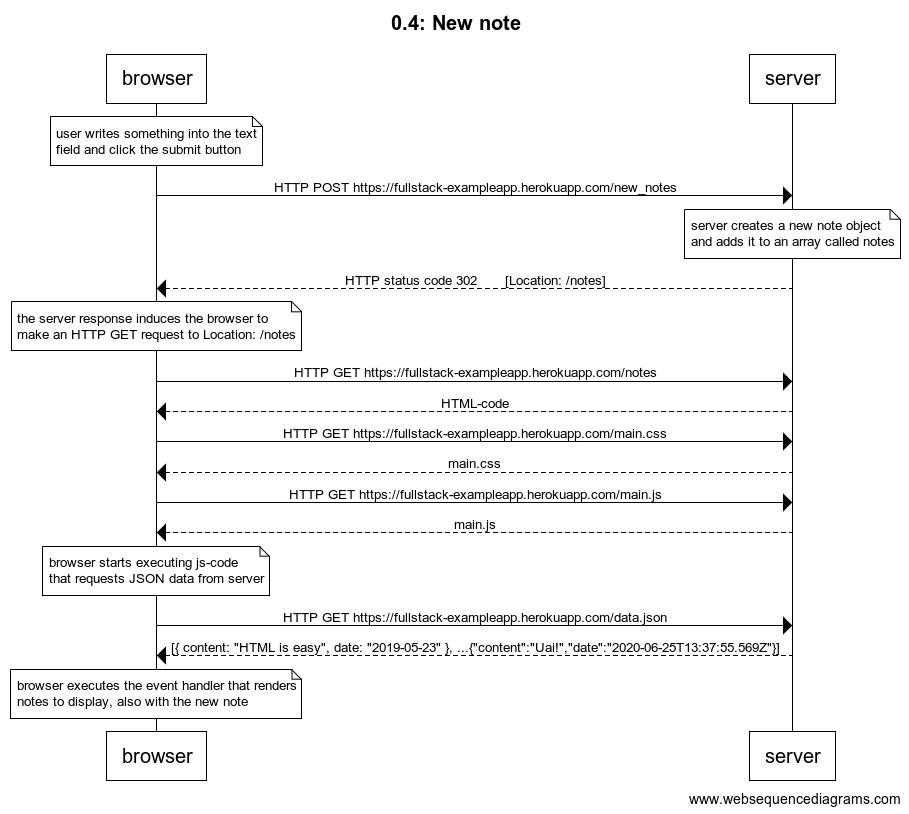 0.4: New note
browser
server
user writes something into the text
field and click the submit button
HTTP POST https://fullstack-exampleapp.herokuapp.com/new_notes
server creates a new note object
and adds it to an array called notes
HTTP status code 302 [Location: /notes]
the server response induces the browser to
make an HTTP GET request to Location: /notes
HTTP GET https://fullstack-exampleapp.herokuapp.com/notes
HTML-code
HTTP GET https://fullstack-exampleapp.herokuapp.com/main.css
main.css
HTTP GET https://fullstack-exampleapp.herokuapp.com/main.js
main.js
browser starts executing js-code
that requests JSON data from server
HTTP GET https://fullstack-exampleapp.herokuapp.com/data.json
[{ content: "HTML is easy", date: "2019-05-23" }, ...{"content":"Uai!","date":"2020-06-25T13:37:55.569Z"}]
browser executes the event handler that renders
notes to display, also with the new note
browser
server
www.websequencediagrams.com